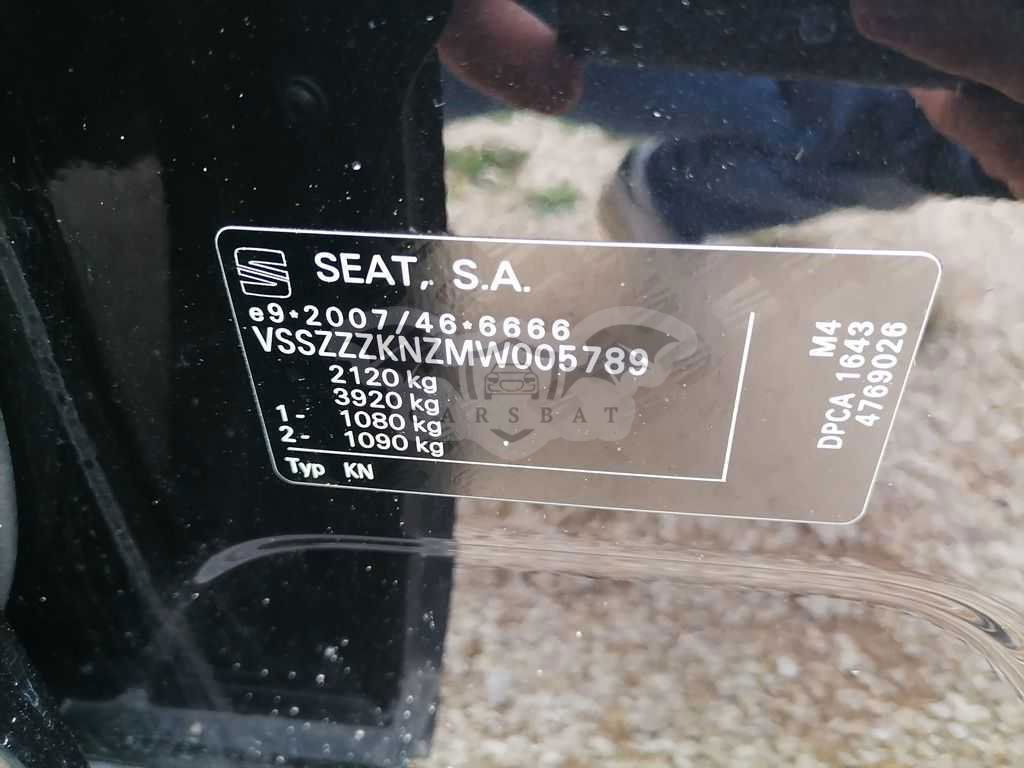 SEAT, S.A.
e9*2007/46*6666
VSSZZZKNZMW005789
2120 kg
3920 kg
1- 1080 kg
2- 1090 kg
Typ KN
M4
DPCA 1643
4769026
CARSBAT